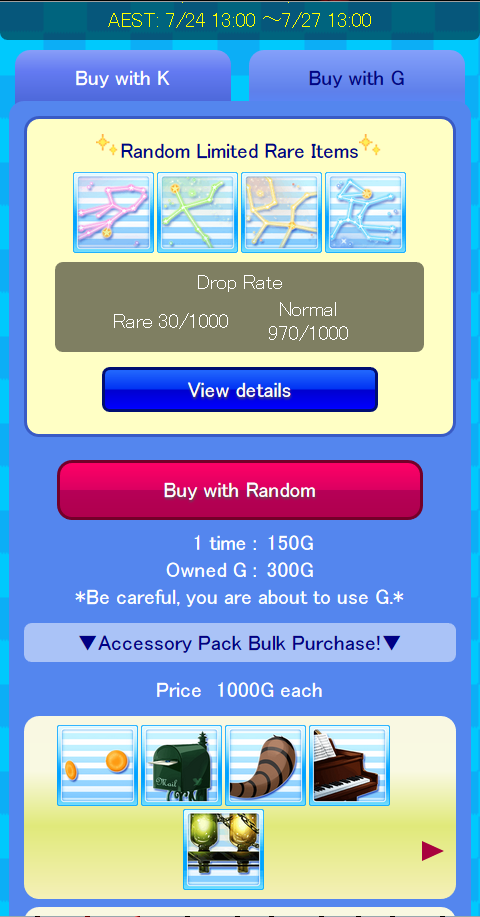 AEST: 7/24 13:00 ～7/27 13:00
Buy with K
Buy with G
Random Limited Rare Items
Drop Rate
Rare 30/1000
Normal
970/1000
View details
Buy with Random
1 time : 150G
Owned G : 300G
*Be careful, you are about to use G.*
▼Accessory Pack Bulk Purchase!▼
Price 1000G each
Mail